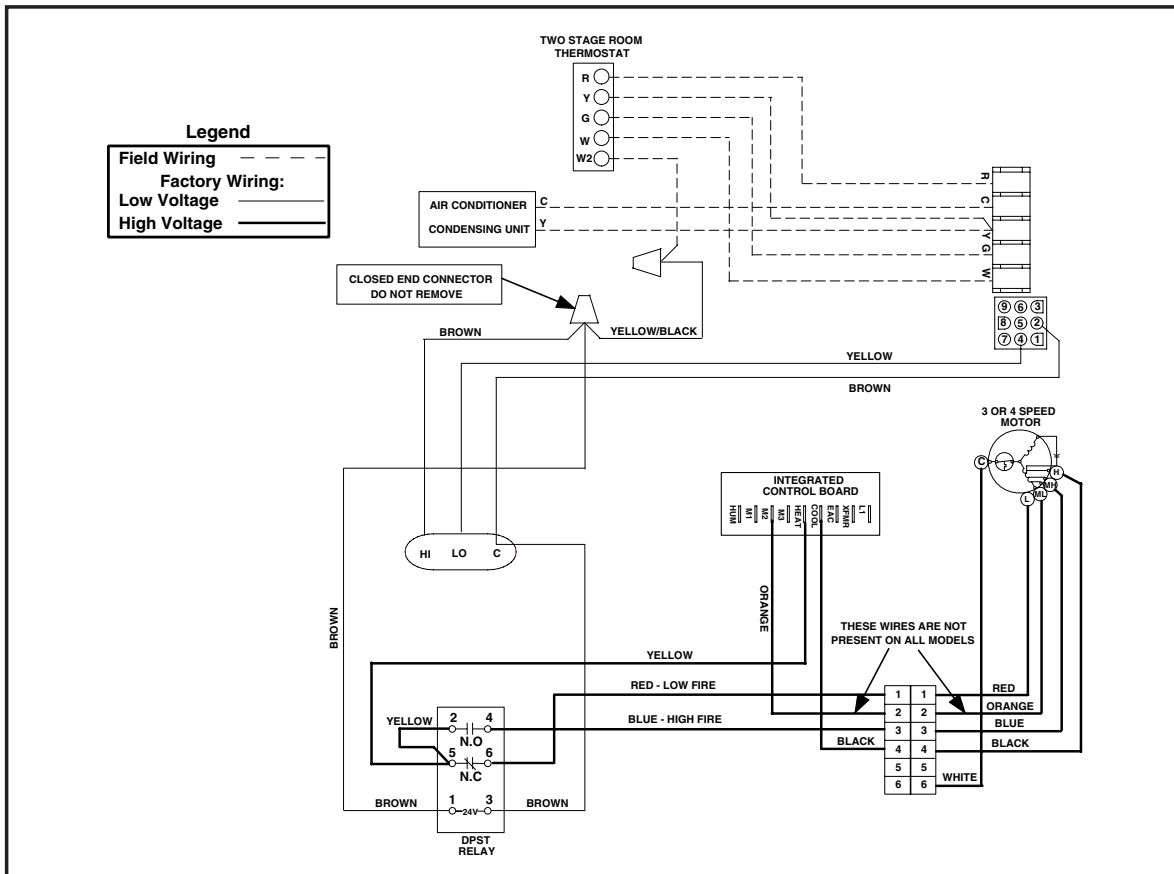 TWO STAGE ROOM
THERMOSTAT
R
Y
G
W
W2
Legend
Field Wiring
Factory Wiring:
Low Voltage
High Voltage
AIR CONDITIONER
CONDENSING UNIT
C
Y
R
C
Y
G
W
CLOSED END CONNECTOR
DO NOT REMOVE
9 6 3
8 5 2
7 4 1
BROWN
YELLOW/BLACK
YELLOW
BROWN
3 OR 4 SPEED
MOTOR
C
H
MH
ML
L
INTEGRATED
CONTROL BOARD
HUM
M1
M2
M3
HEAT
COOL
EAC
XFMR
L1
HI LO C
BROWN
ORANGE
THESE WIRES ARE NOT
PRESENT ON ALL MODELS
YELLOW
RED - LOW FIRE
BLUE - HIGH FIRE
BLACK
1 1
2 2
3 3
4 4
5 5
6 6
RED
ORANGE
BLUE
BLACK
WHITE
YELLOW
2 4
N.O
5 6
N.C
BROWN
1 3
24V
BROWN
DPST
RELAY